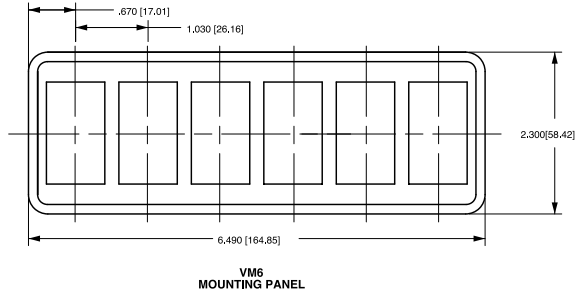 .670 [17.01]
1.030 [26.16]
2.300[58.42]
6.490 [164.85]
VM6
MOUNTING PANEL